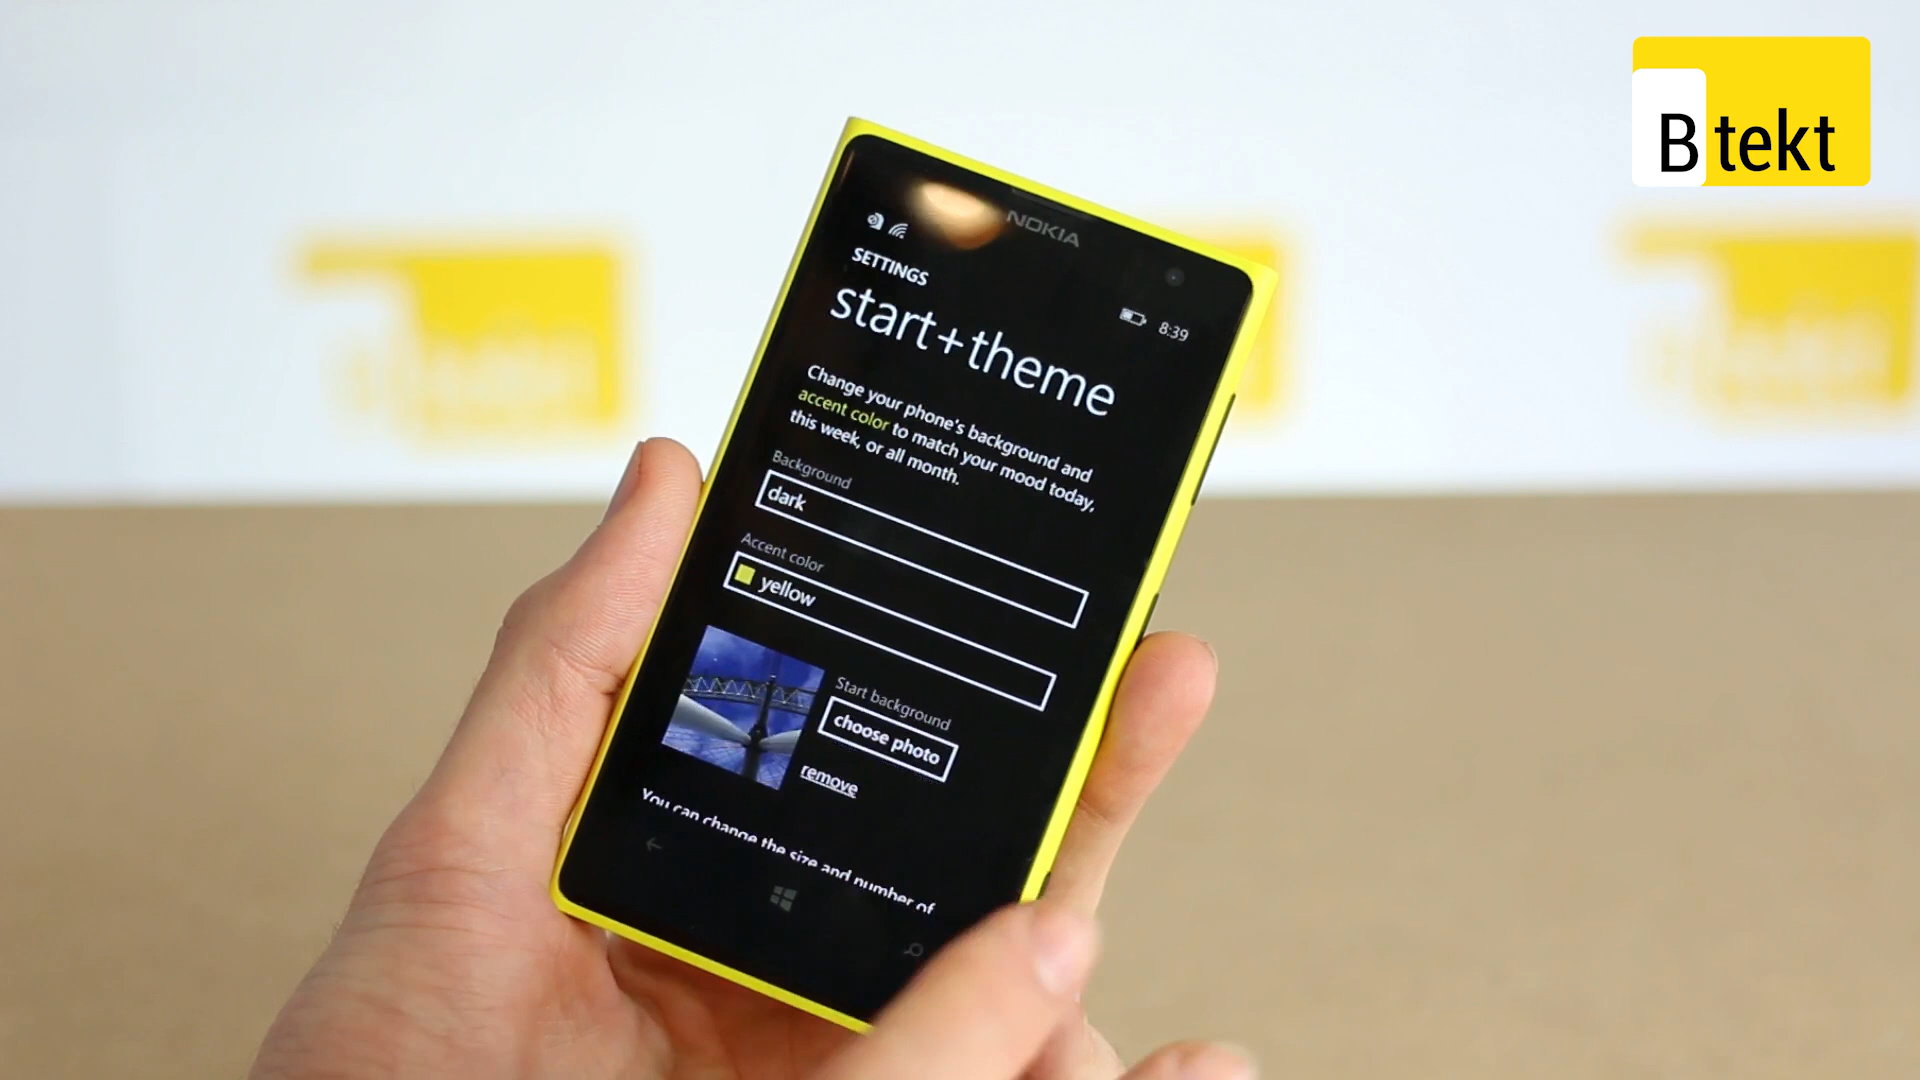 B tekt
NOKIA
8:39
SETTINGS
start+theme
Change your phone's background and
accent color to match your mood today,
this week, or all month.
Background
dark
Accent color
yellow
Start background
choose photo
remove
You can change the size and number of